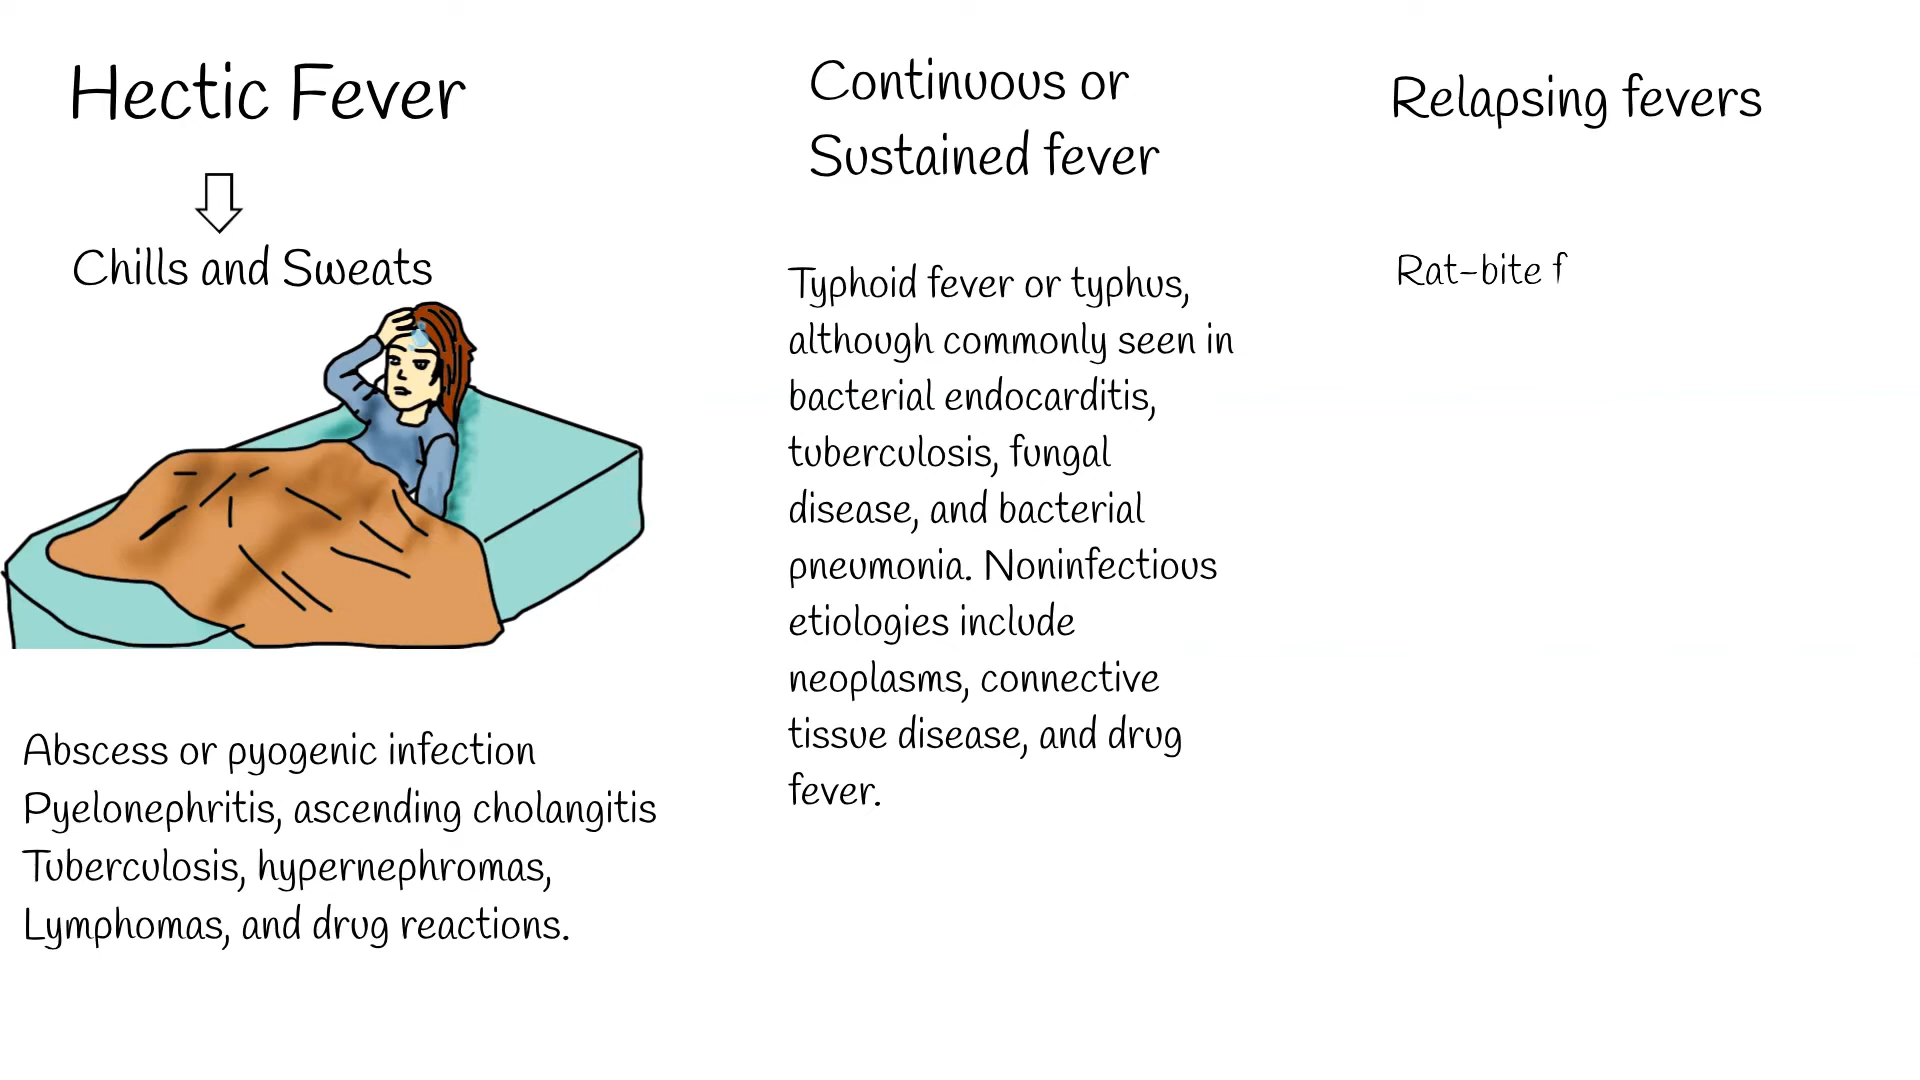 Hectic Fever
Chills and Sweats
Abscess or pyogenic infection
Pyelonephritis, ascending cholangitis
Tuberculosis, hypernephromas,
Lymphomas, and drug reactions.
Continuous or
Sustained fever
Typhoid fever or typhus,
although commonly seen in
bacterial endocarditis,
tuberculosis, fungal
disease, and bacterial
pneumonia. Noninfectious
etiologies include
neoplasms, connective
tissue disease, and drug
fever.
Relapsing fevers
Rat-bite f